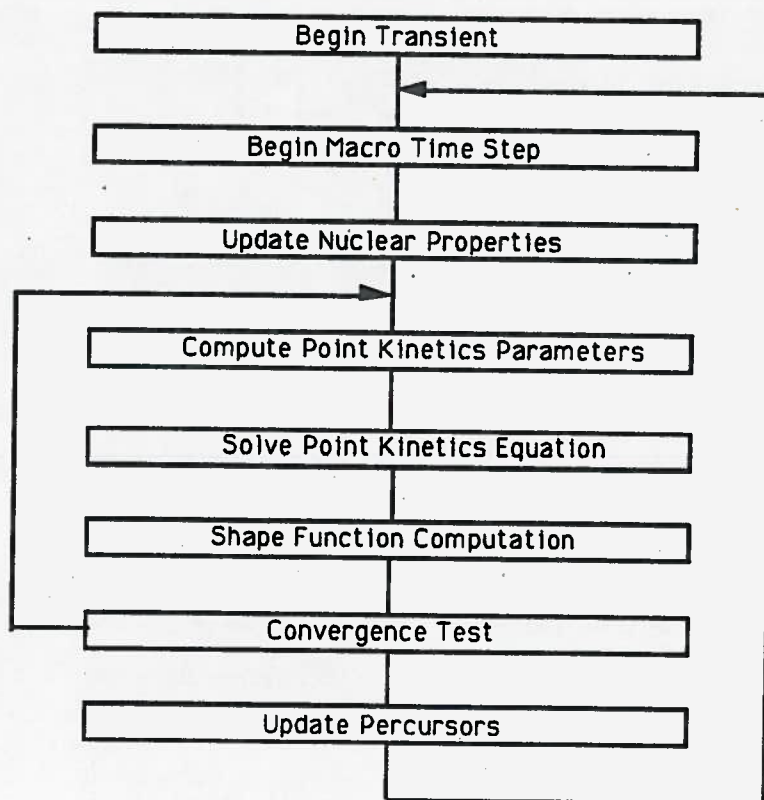 Begin Transient
Begin Macro Time Step
Update Nuclear Properties
Compute Point Kinetics Parameters
Solve Point Kinetics Equation
Shape Function Computation
Convergence Test
Update Percursors